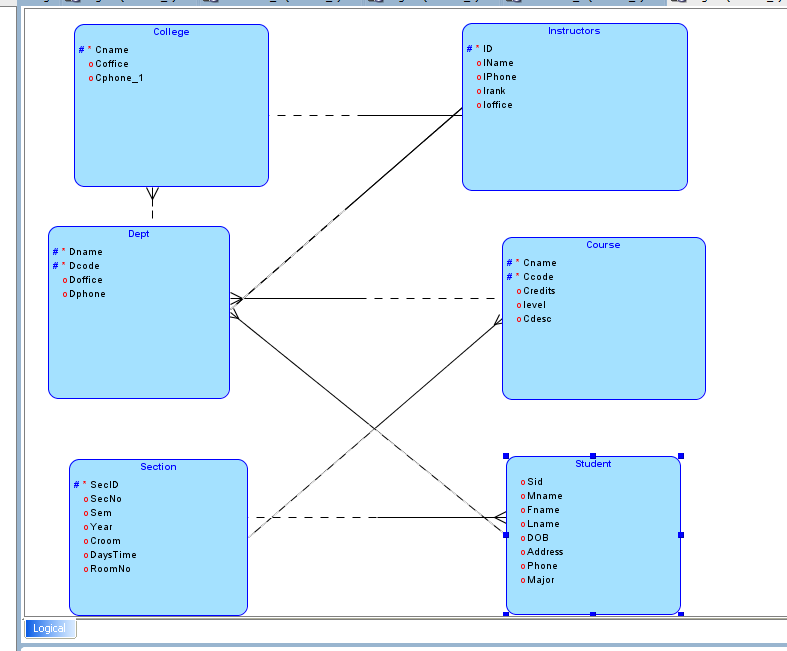 College
# * Cname
o Coffice
o Cphone_1
Instructors
# * ID
o IName
o IPhone
o Irank
o Ioffice
Dept
# * Dname
# * Dcode
o Doffice
o Dphone
Course
# * Cname
# * Ccode
o Credits
o level
o Cdesc
Section
# * SecID
o SecNo
o Sem
o Year
o Croom
o DaysTime
o RoomNo
Student
o Sid
o Mname
o Fname
o Lname
o DOB
o Address
o Phone
o Major
Logical